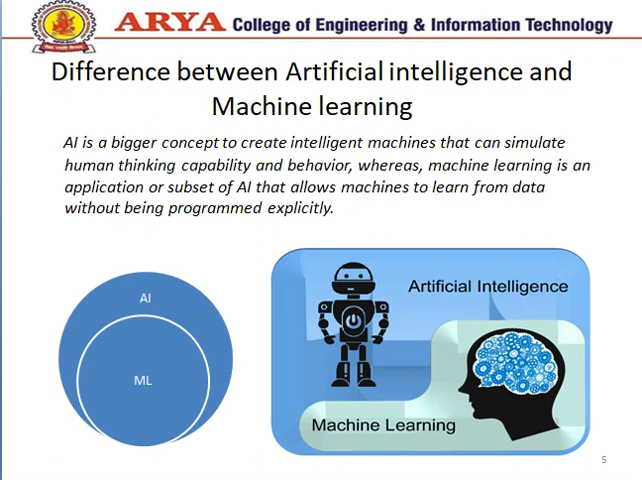 ARYA College of Engineering & Information Technology
Difference between Artificial intelligence and
Machine learning
AI is a bigger concept to create intelligent machines that can simulate
human thinking capability and behavior, whereas, machine learning is an
application or subset of AI that allows machines to learn from data
without being programmed explicitly.
AI
ML
Artificial Intelligence
Machine Learning
5